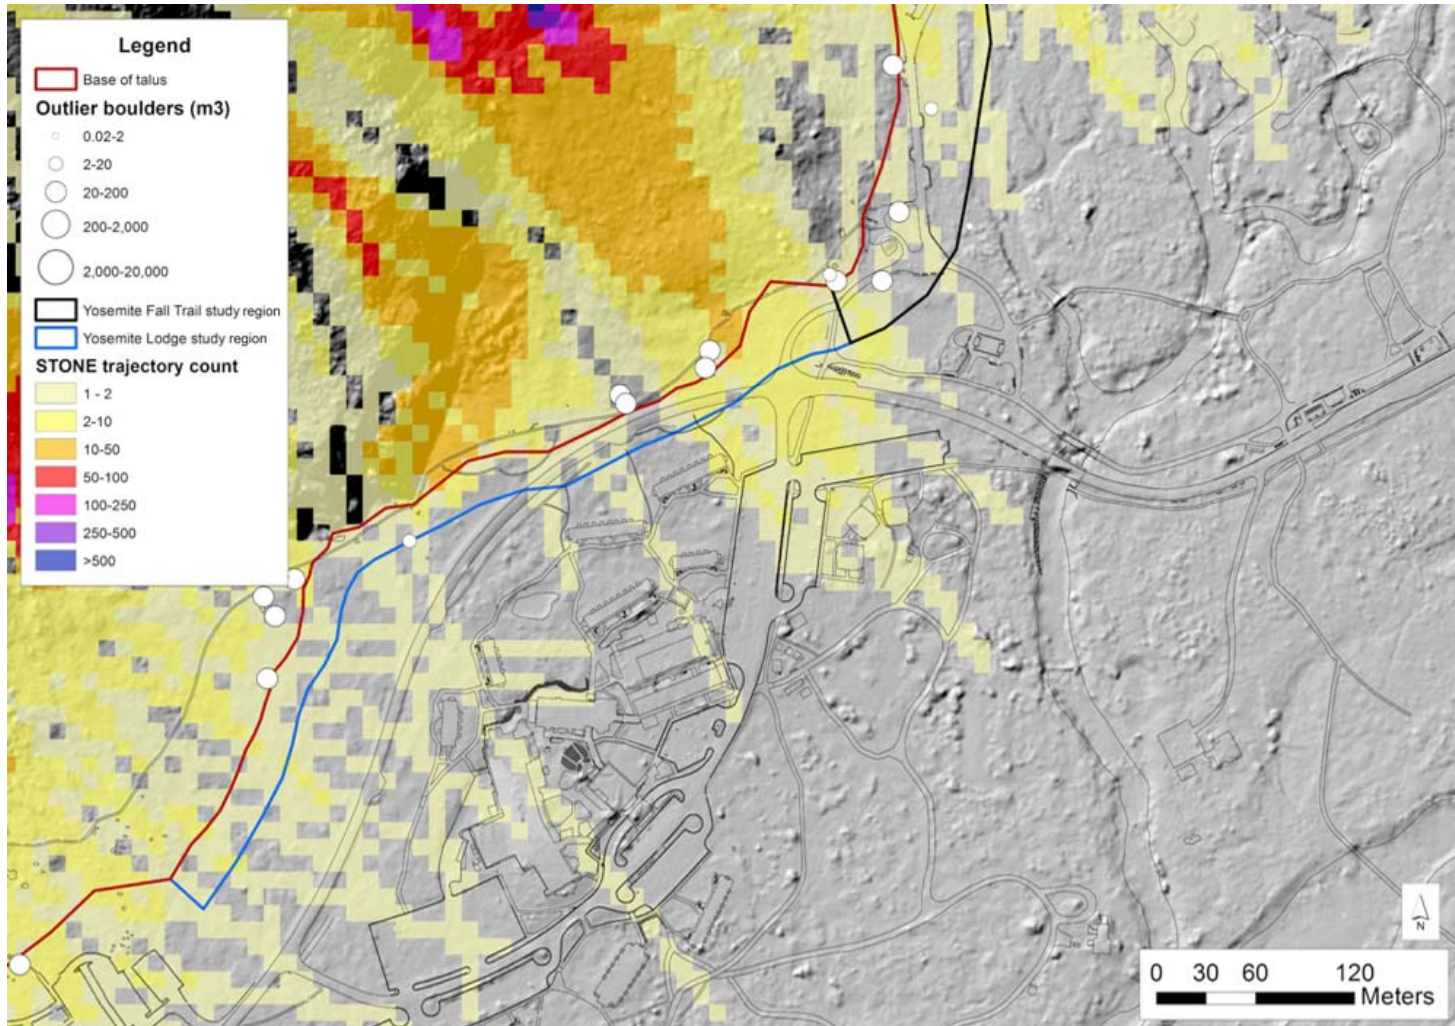 Legend
Base of talus
Outlier boulders (m3)
0.02-2
2-20
20-200
200-2,000
2,000-20,000
Yosemite Fall Trail study region
Yosemite Lodge study region
STONE trajectory count
1 - 2
2-10
10-50
50-100
100-250
250-500
>500
N
0 30 60 120
Meters